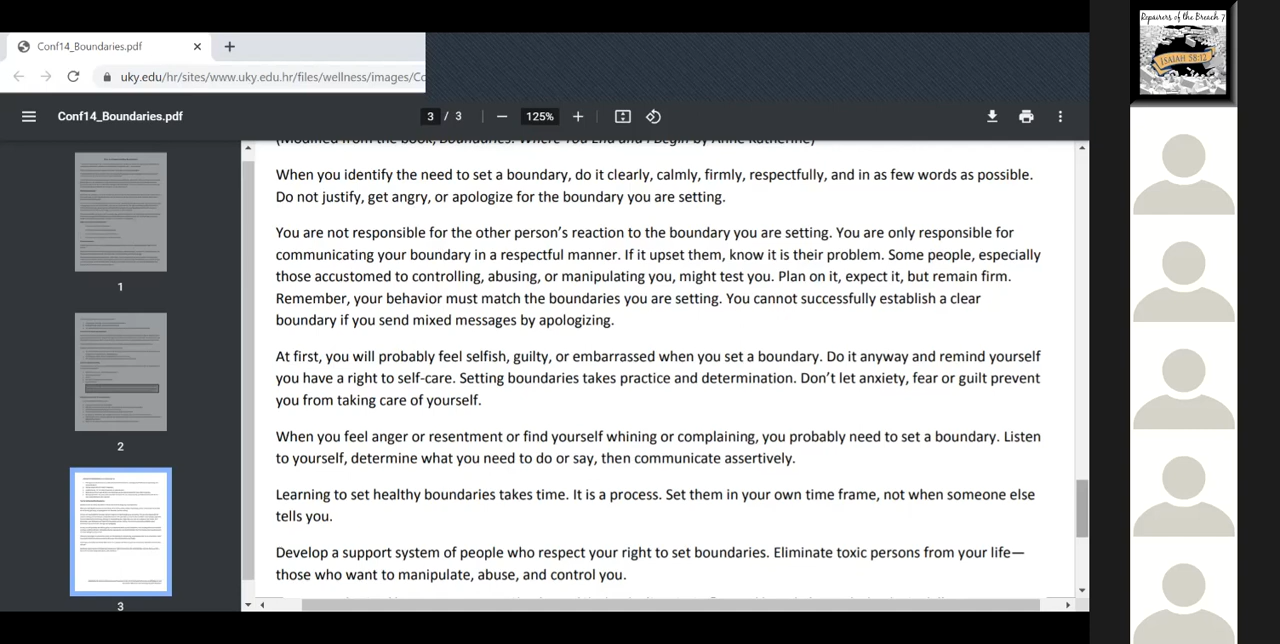 Conf14_Boundaries.pdf
uky.edu/hr/sites/www.uky.edu.hr/files/wellness/images/Co
Conf14_Boundaries.pdf
3 / 3
125%
Repairers of the Breach 7
ISAIAH 58:12
(Modified from the book, Boundaries: Where You End and I Begin by Anne Katherine)
When you identify the need to set a boundary, do it clearly, calmly, firmly, respectfully, and in as few words as possible.
Do not justify, get angry, or apologize for the boundary you are setting.
You are not responsible for the other person's reaction to the boundary you are setting. You are only responsible for
communicating your boundary in a respectful manner. If it upset them, know it is their problem. Some people, especially
those accustomed to controlling, abusing, or manipulating you, might test you. Plan on it, expect it, but remain firm.
Remember, your behavior must match the boundaries you are setting. You cannot successfully establish a clear
boundary if you send mixed messages by apologizing.
At first, you will probably feel selfish, guilty, or embarrassed when you set a boundary. Do it anyway and remind yourself
you have a right to self-care. Setting boundaries takes practice and determination. Don't let anxiety, fear or guilt prevent
you from taking care of yourself.
When you feel anger or resentment or find yourself whining or complaining, you probably need to set a boundary. Listen
to yourself, determine what you need to do or say, then communicate assertively.
Learning to set healthy boundaries takes time. It is a process. Set them in your own time frame, not when someone else
tells you.
Develop a support system of people who respect your right to set boundaries. Eliminate toxic persons from your life—
those who want to manipulate, abuse, and control you.
1
2
3